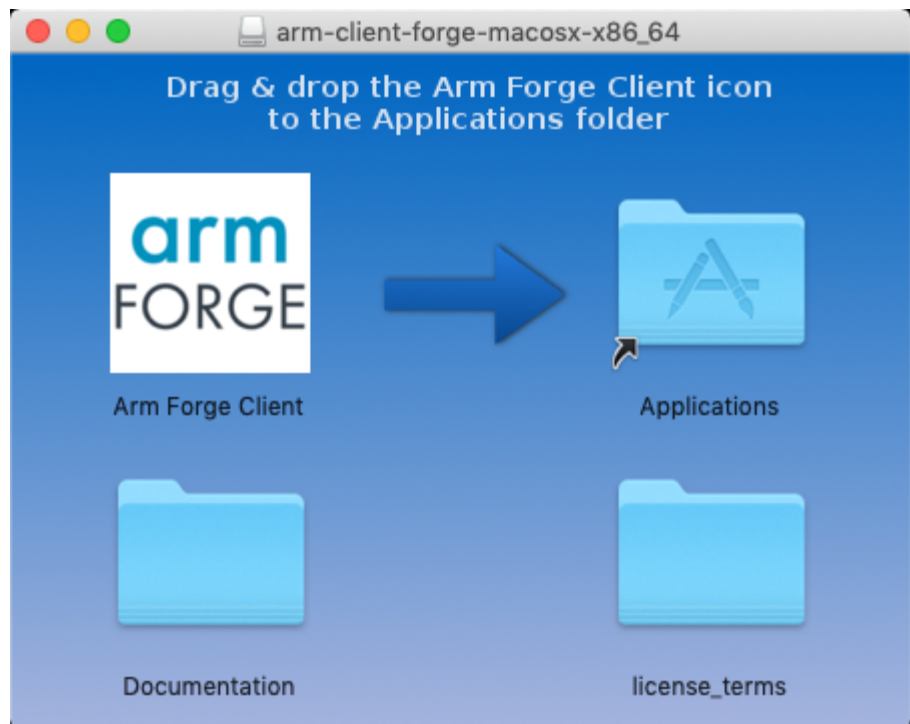 arm-client-forge-macosx-x86_64
Drag & drop the Arm Forge Client icon
to the Applications folder
arm
FORGE
Arm Forge Client
Applications
Documentation
license_terms